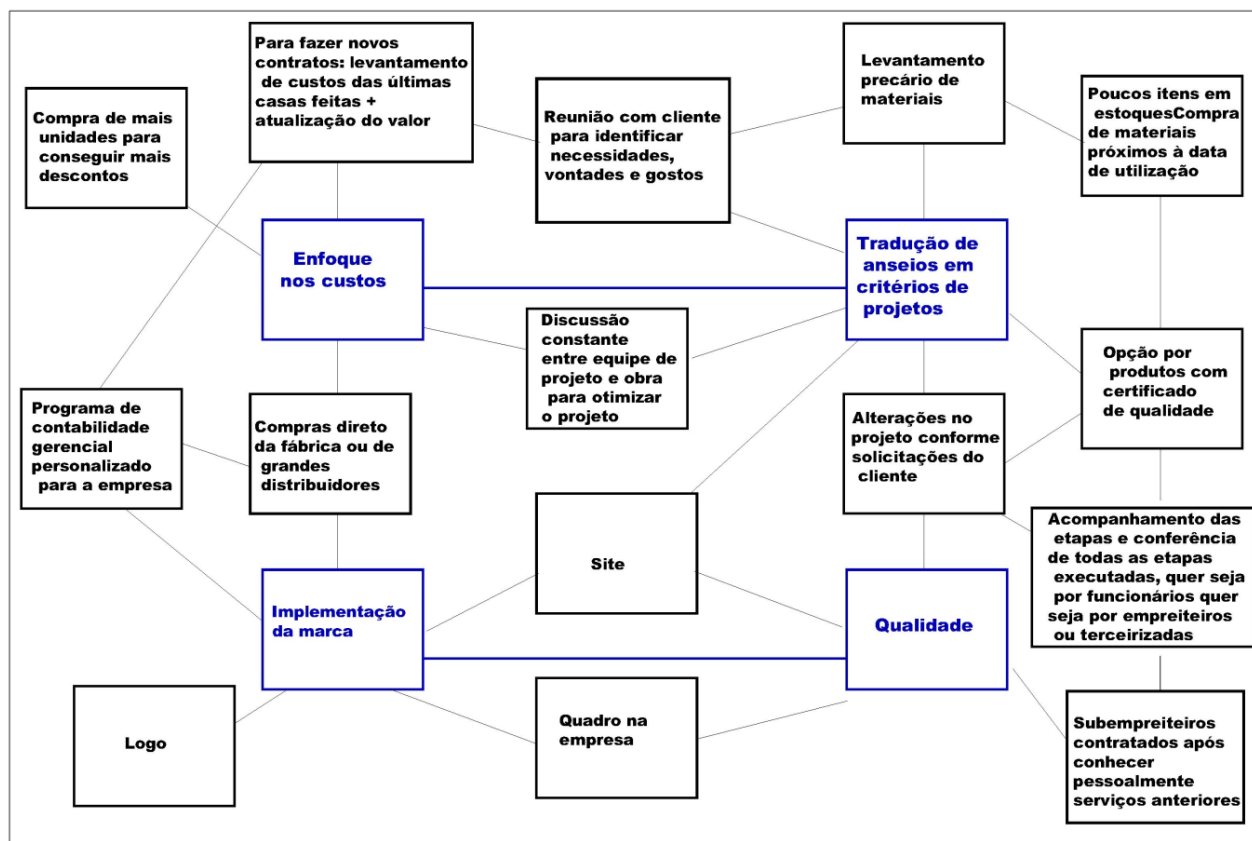 Para fazer novos
contratos: levantamento
de custos das últimas
casas feitas +
atualização do valor
Levantamento
precário de
materiais
Compra de mais
unidades para
conseguir mais
descontos
Reunião com cliente
para identificar
necessidades,
vontades e gostos
Poucos itens em
estoquesCompra
de materiais
próximos à data
de utilização
Enfoque
nos custos
Tradução de
anseios em
critérios de
projetos
Discussão
constante
entre equipe de
projeto e obra
para otimizar
o projeto
Opção por
produtos com
certificado
de qualidade
Programa de
contabilidade
gerencial
personalizado
para a empresa
Compras direto
da fábrica ou de
grandes
distribuidores
Alterações no
projeto conforme
solicitações do
cliente
Site
Acompanhamento das
etapas e conferência
de todas as etapas
executadas, quer seja
por funcionários quer
seja por empreiteiros
ou terceirizadas
Implementação
da marca
Qualidade
Logo
Quadro na
empresa
Subempreiteiros
contratados após
conhecer
pessoalmente
serviços anteriores